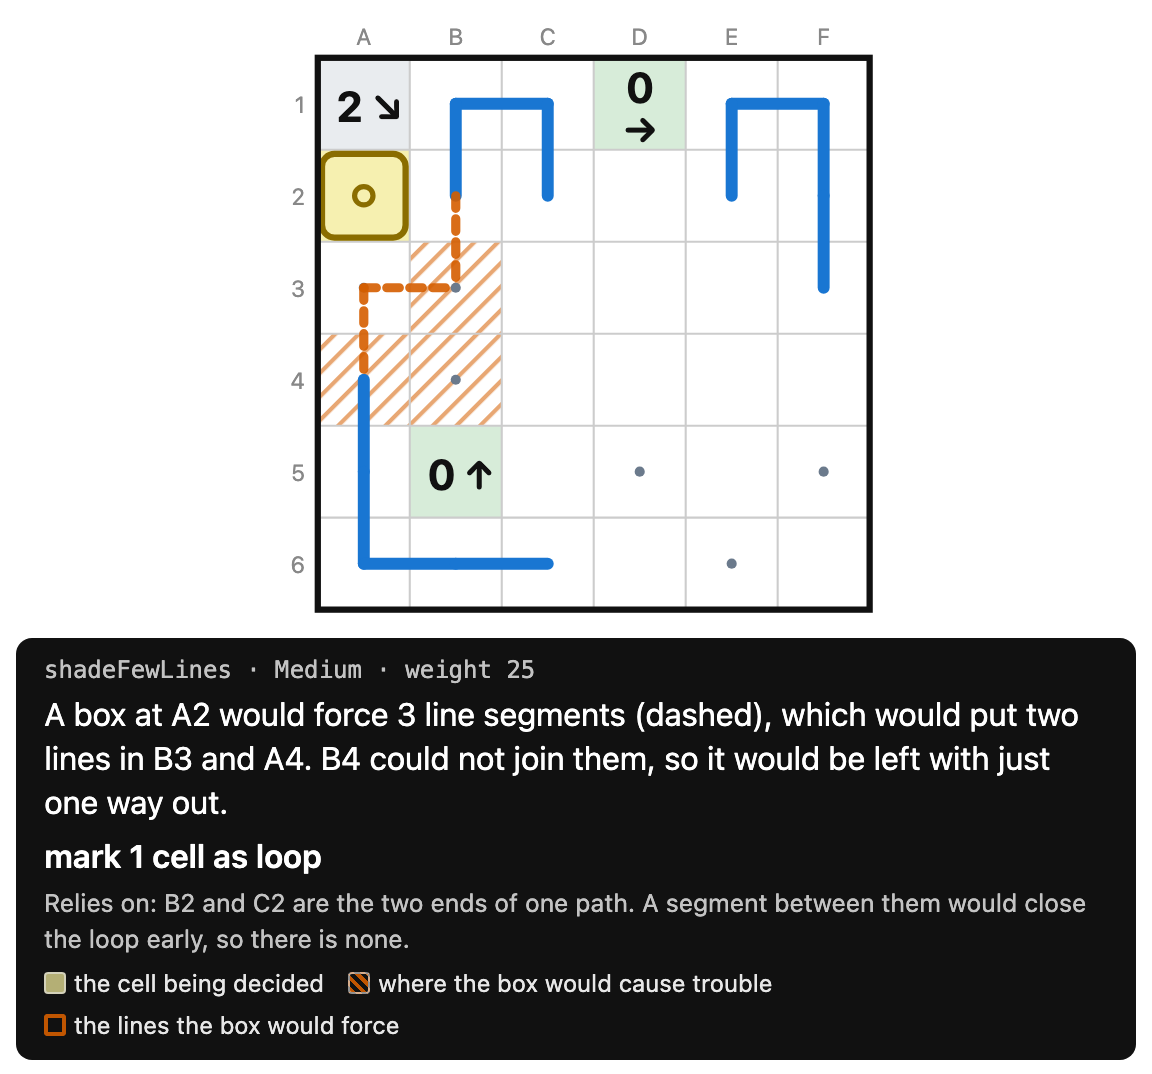 A B C D E F
1 2 ↘ 0 →
2
3
4
5 0 ↑
6
shadeFewLines · Medium · weight 25
A box at A2 would force 3 line segments (dashed), which would put two
lines in B3 and A4. B4 could not join them, so it would be left with just
one way out.
mark 1 cell as loop
Relies on: B2 and C2 are the two ends of one path. A segment between them would close
the loop early, so there is none.
the cell being decided where the box would cause trouble
the lines the box would force